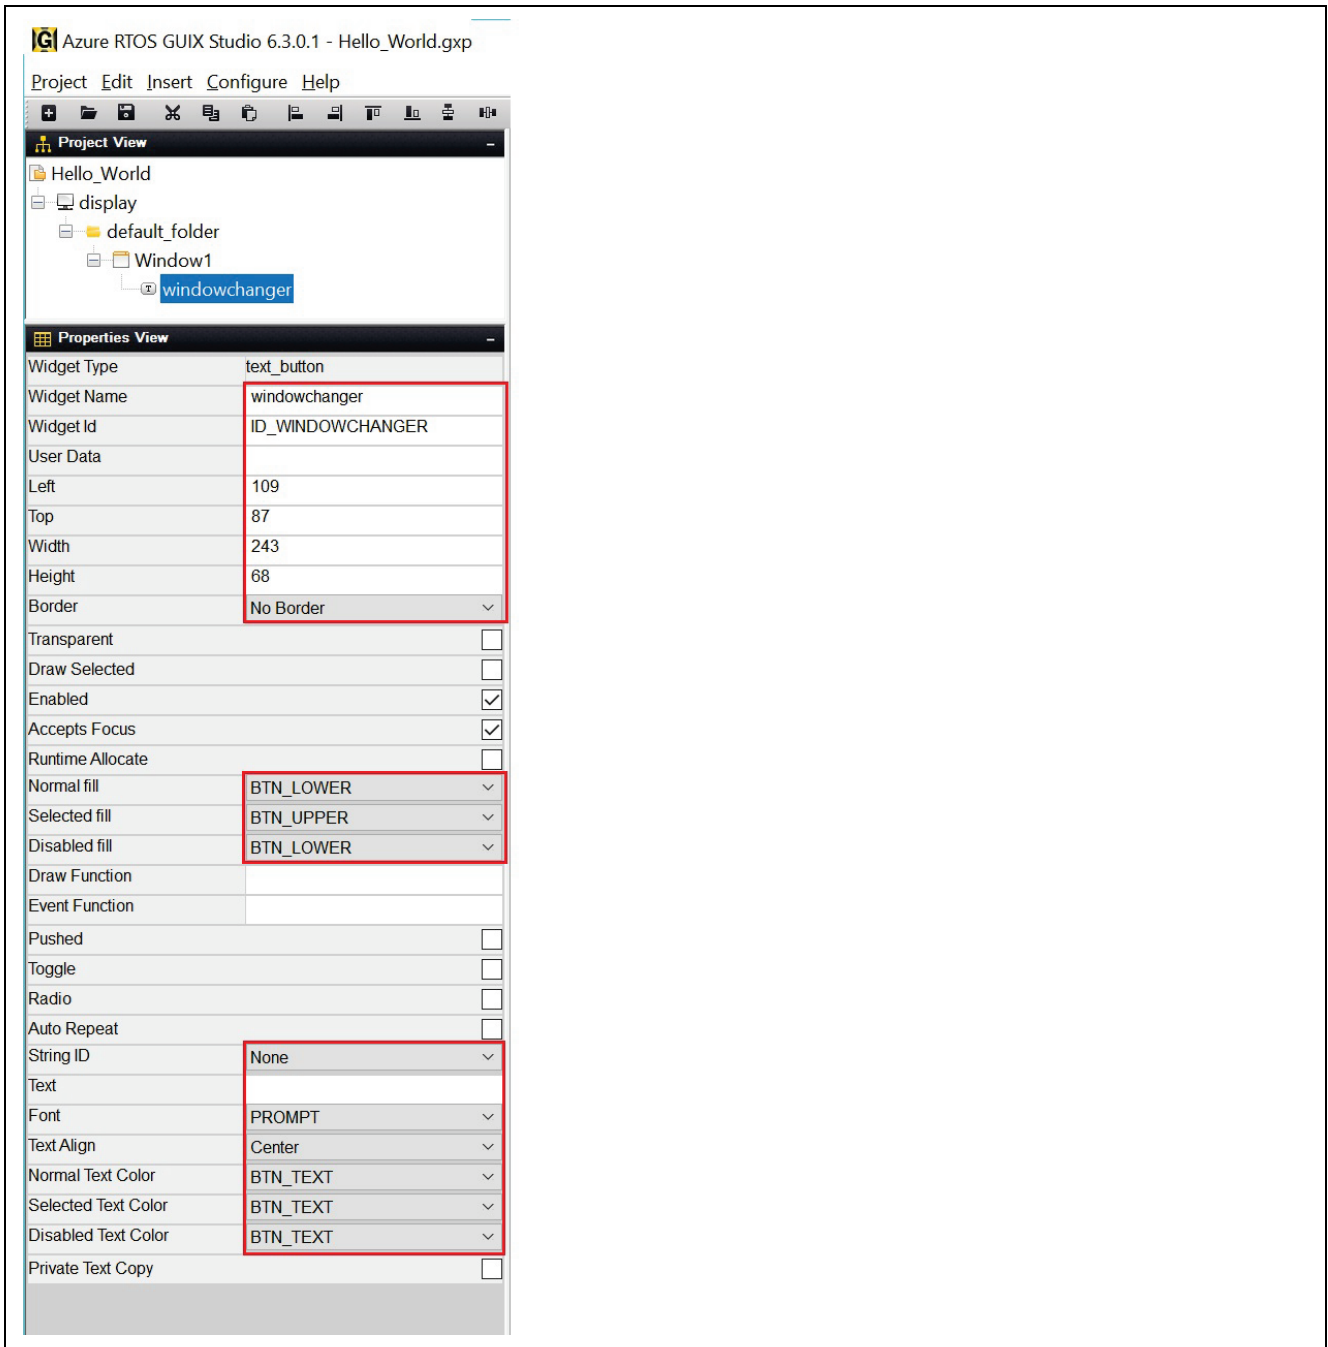 Azure RTOS GUIX Studio 6.3.0.1 - Hello_World.gxp
Project Edit Insert Configure Help
Project View
Hello_World
display
default_folder
Window1
windowchanger
Properties View
Widget Type text_button
Widget Name windowchanger
Widget Id ID_WINDOWCHANGER
User Data
Left 109
Top 87
Width 243
Height 68
Border No Border
Transparent
Draw Selected
Enabled
Accepts Focus
Runtime Allocate
Normal fill BTN_LOWER
Selected fill BTN_UPPER
Disabled fill BTN_LOWER
Draw Function
Event Function
Pushed
Toggle
Radio
Auto Repeat
String ID None
Text
Font PROMPT
Text Align Center
Normal Text Color BTN_TEXT
Selected Text Color BTN_TEXT
Disabled Text Color BTN_TEXT
Private Text Copy